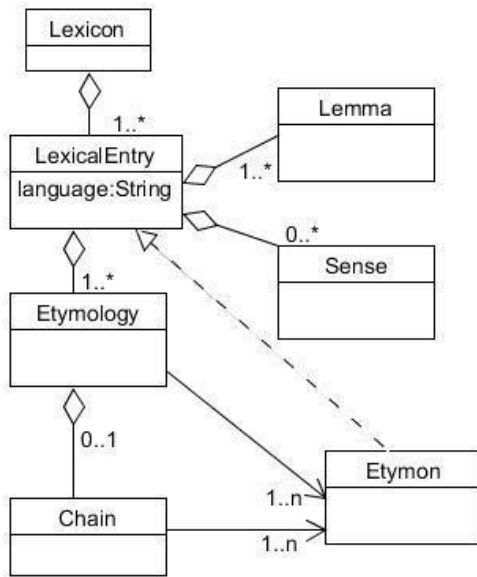 Lexicon
1..*
Lemma
LexicalEntry
1..*
language:String
0..*
Sense
1..*
Etymology
0..1
Etymon
1..n
Chain
1..n